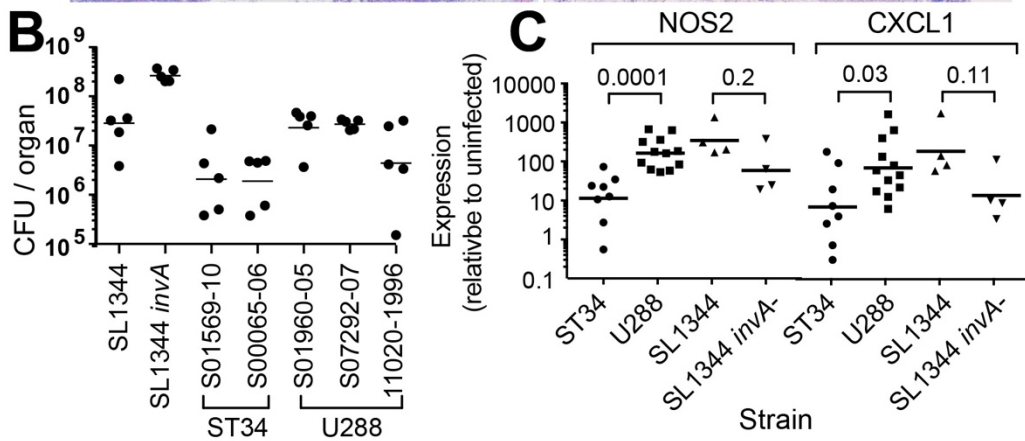 B
CFU / organ
10^9
10^8
10^7
10^6
10^5
SL1344
SL1344 invA
S01569-10
S00065-06
S01960-05
S07292-07
11020-1996
ST34
U288
C
NOS2
CXCL1
0.0001
0.2
0.03
0.11
Expression
(relativbe to uninfected)
10000
1000
100
10
1
0.1
ST34
U288
SL1344
SL1344 invA-
ST34
U288
SL1344
SL1344 invA-
Strain